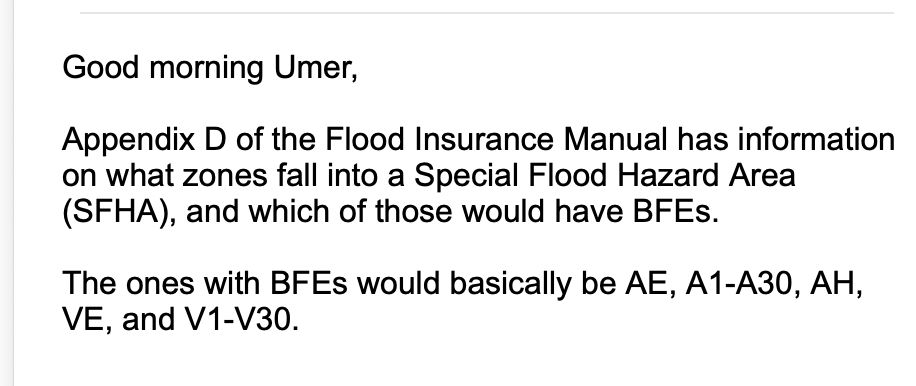 Good morning Umer,
Appendix D of the Flood Insurance Manual has information
on what zones fall into a Special Flood Hazard Area
(SFHA), and which of those would have BFEs.
The ones with BFEs would basically be AE, A1-A30, AH,
VE, and V1-V30.